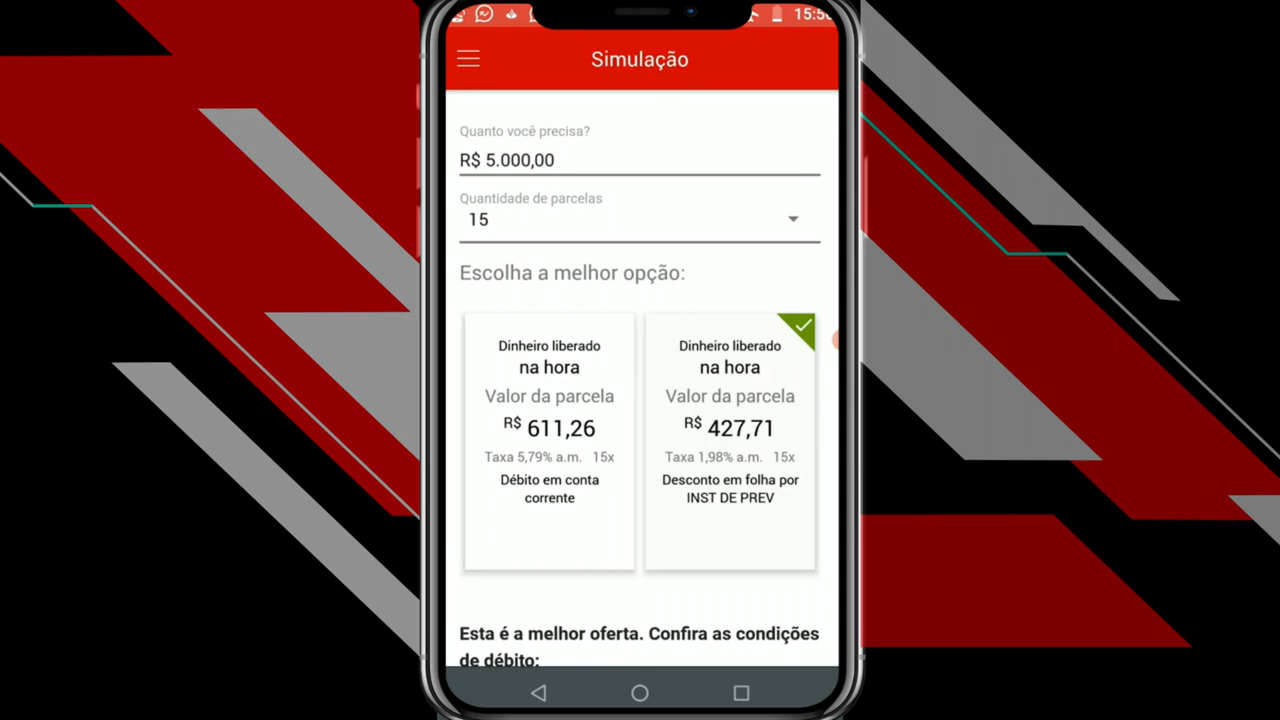 Simulação
Quanto você precisa?
R$ 5.000,00
Quantidade de parcelas
15
Escolha a melhor opção:
Dinheiro liberado
na hora
Valor da parcela
R$ 611,26
Taxa 5,79% a.m. 15x
Débito em conta
corrente
Dinheiro liberado
na hora
Valor da parcela
R$ 427,71
Taxa 1,98% a.m. 15x
Desconto em folha por
INST DE PREV
Esta é a melhor oferta. Confira as condições
de débito: